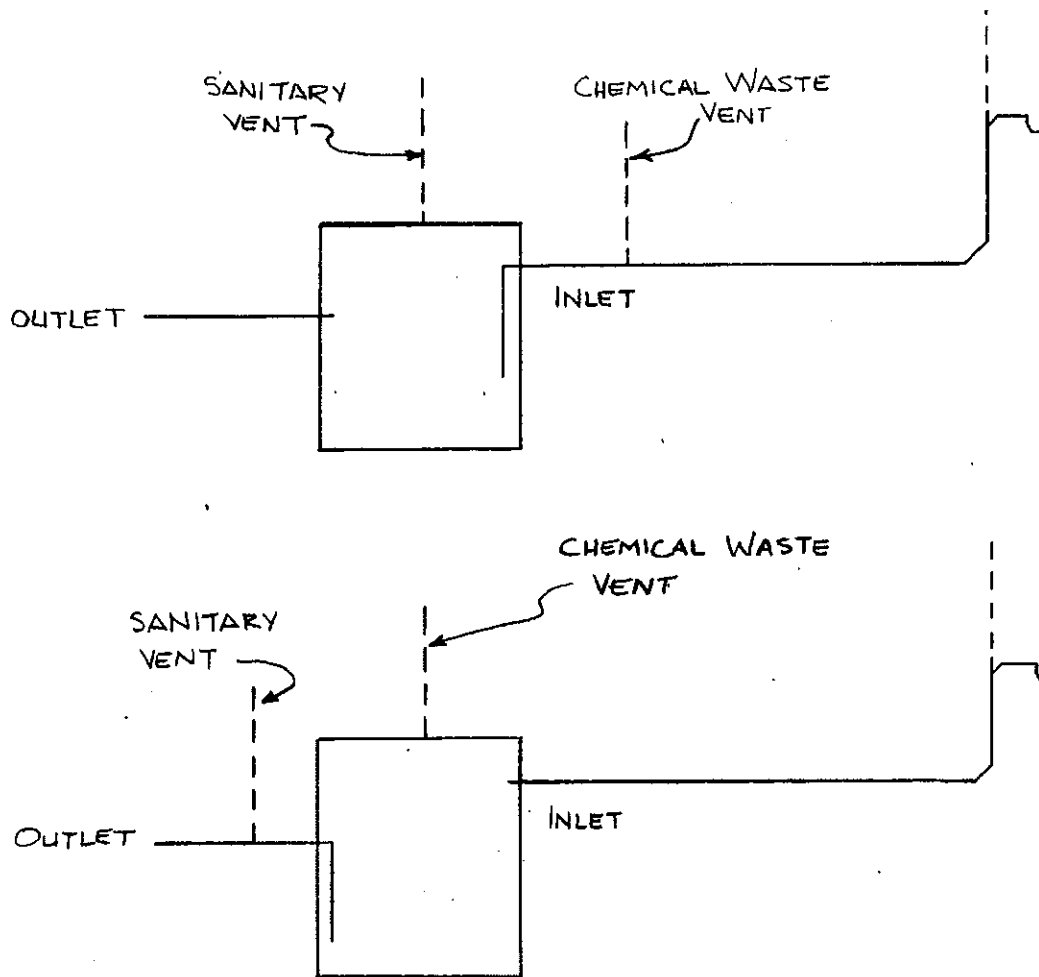 SANITARY
VENT
CHEMICAL WASTE
VENT
INLET
OUTLET
CHEMICAL WASTE
VENT
SANITARY
VENT
INLET
OUTLET